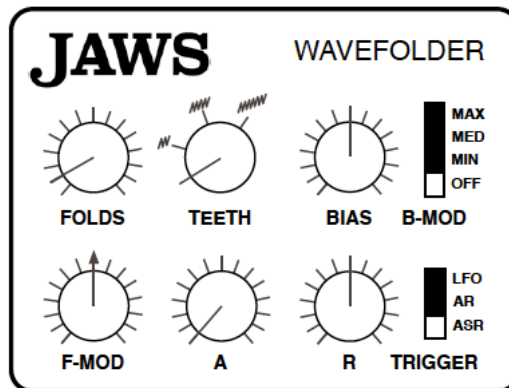 JAWS WAVEFOLDER
MAX
MED
MIN
OFF
FOLDS TEETH BIAS B-MOD
LFO
AR
ASR
F-MOD A R TRIGGER